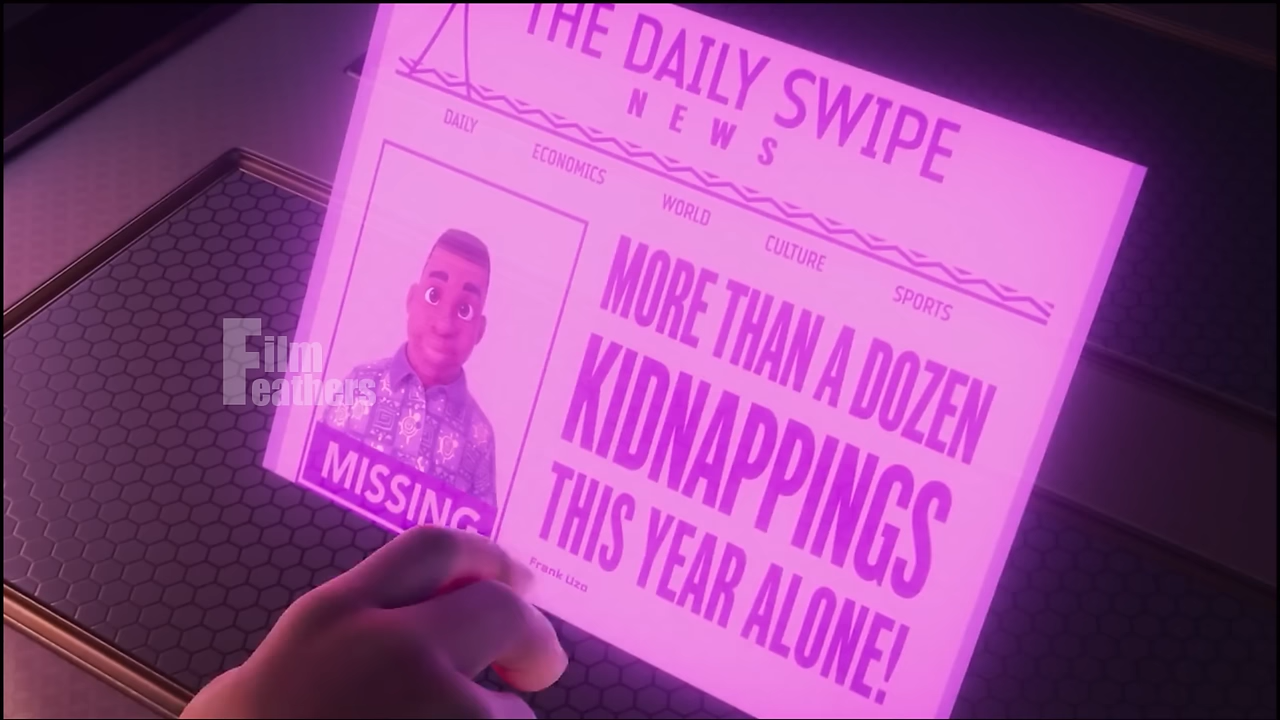 THE DAILY SWIPE
NEWS
DAILY
ECONOMICS
WORLD
CULTURE
SPORTS
MORE THAN A DOZEN
KIDNAPPINGS
THIS YEAR ALONE!
MISSING
Frank Uzo
Film
Feathers